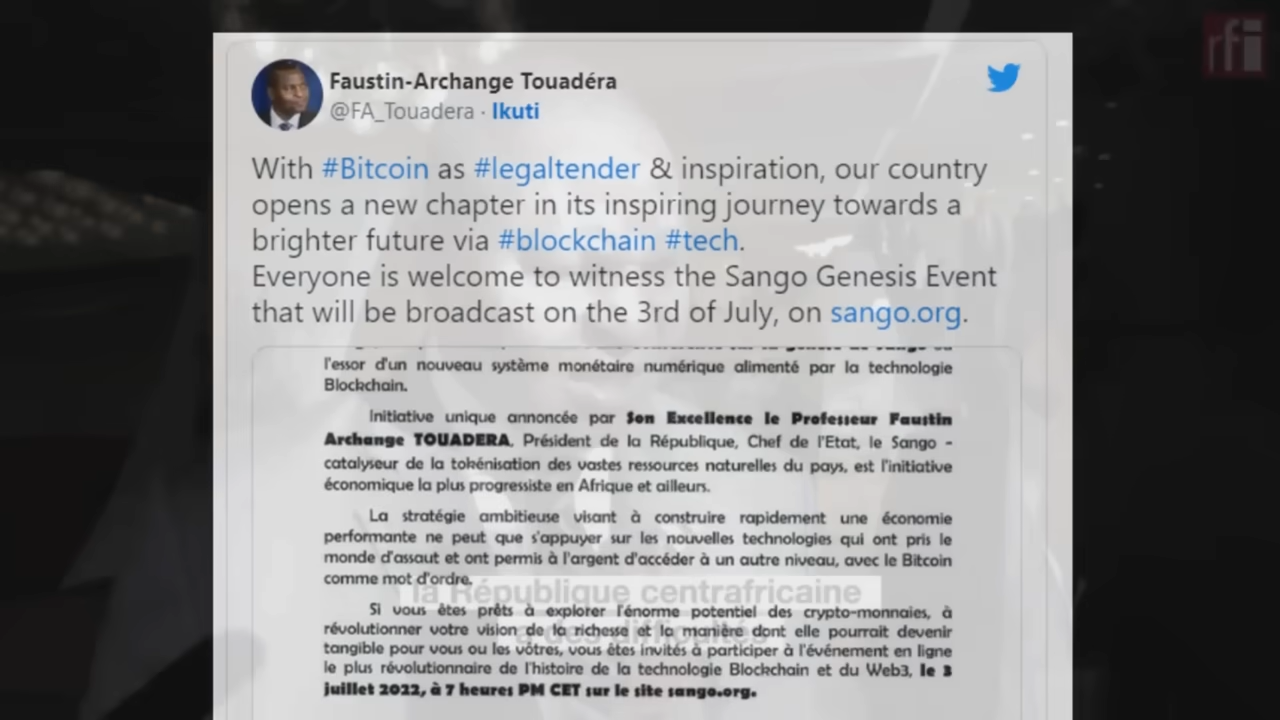 rfi
Faustin-Archange Touadéra
@FA_Touadera · Ikuti
With #Bitcoin as #legaltender & inspiration, our country
opens a new chapter in its inspiring journey towards a
brighter future via #blockchain #tech.
Everyone is welcome to witness the Sango Genesis Event
that will be broadcast on the 3rd of July, on sango.org.
l'essor d'un nouveau système monétaire numérique alimenté par la technologie
Blockchain.
Initiative unique annoncée par Son Excellence le Professeur Faustin
Archange TOUADERA, Président de la République, Chef de l'Etat, le Sango -
catalyseur de la tokénisation des vastes ressources naturelles du pays, est l'initiative
économique la plus progressiste en Afrique et ailleurs.
La stratégie ambitieuse visant à construire rapidement une économie
performante ne peut que s'appuyer sur les nouvelles technologies qui ont pris le
monde d'assaut et ont permis à l'argent d'accéder à un autre niveau, avec le Bitcoin
comme mot d'ordre.
la République centrafricaine
Si vous êtes prêts à explorer l'énorme potentiel des crypto-monnaies, à
révolutionner votre vision de la richesse et la manière dont elle pourrait devenir
a des difficultés
tangible pour vous ou les vôtres, vous êtes invités à participer à l'événement en ligne
le plus révolutionnaire de l'histoire de la technologie Blockchain et du Web3, le 3
juillet 2022, à 7 heures PM CET sur le site sango.org.